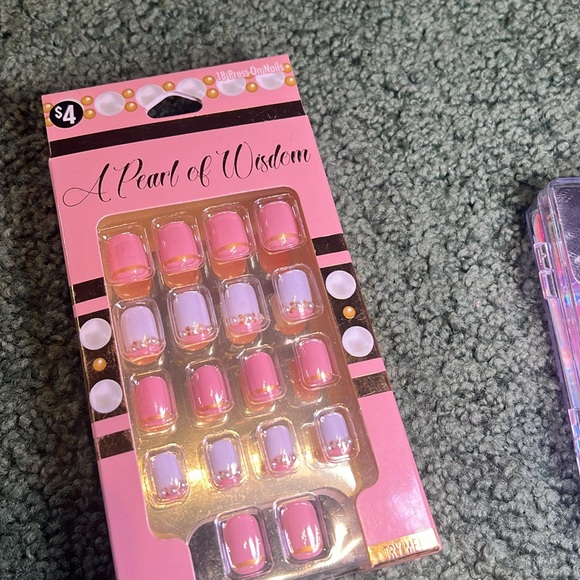 18 Press-On Nails
$4
A Pearl of Wisdom
TRY ME!